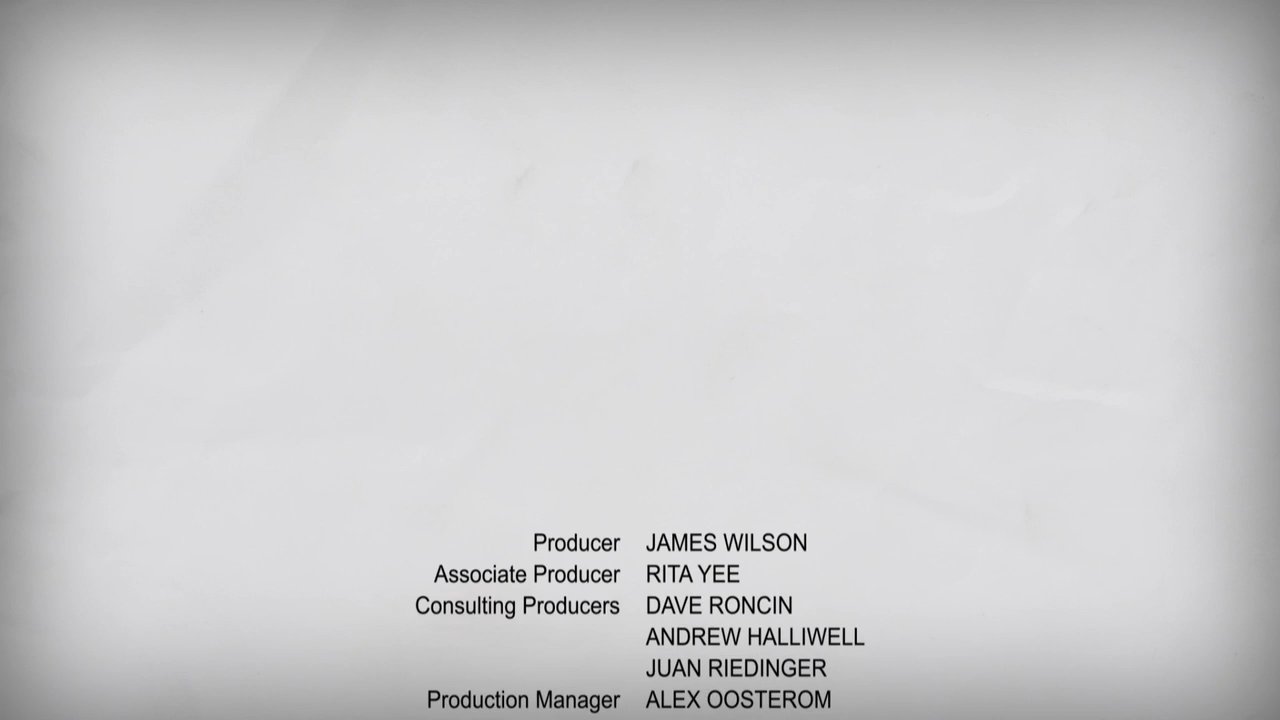 Producer JAMES WILSON
Associate Producer RITA YEE
Consulting Producers DAVE RONCIN
ANDREW HALLIWELL
JUAN RIEDINGER
Production Manager ALEX OOSTEROM